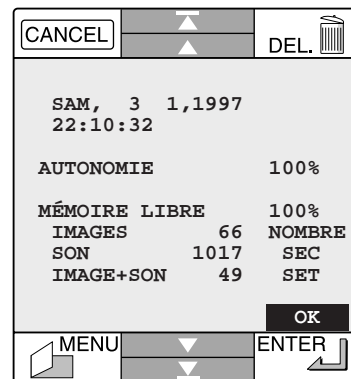 CANCEL DEL.
SAM, 3 1,1997
22:10:32
AUTONOMIE 100%
MÉMOIRE LIBRE 100%
IMAGES 66 NOMBRE
SON 1017 SEC
IMAGE+SON 49 SET
OK
MENU ENTER